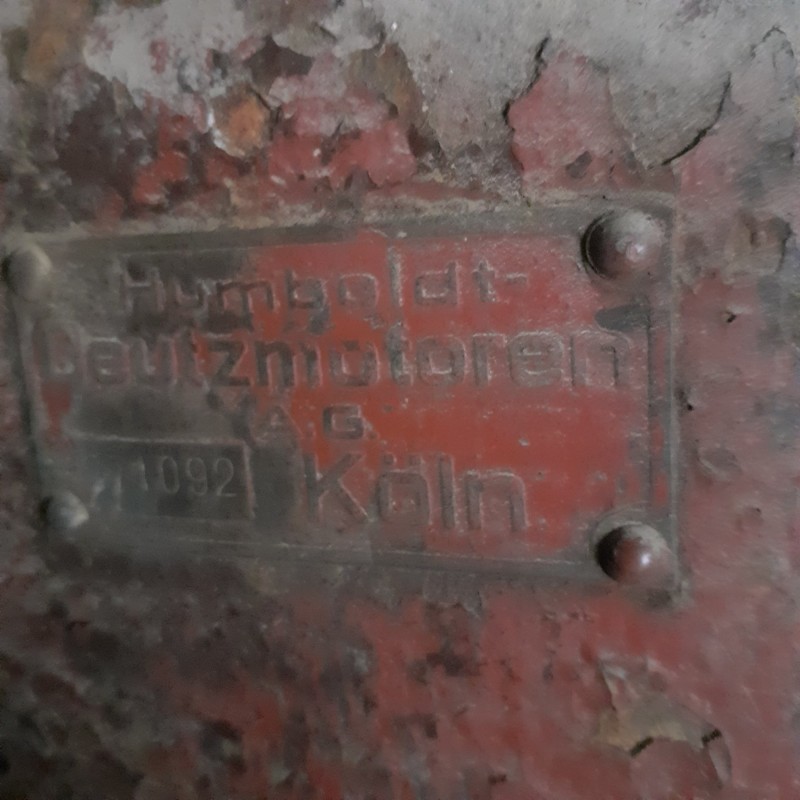 Humboldt-
Deutzmotoren
A.G.
Köln